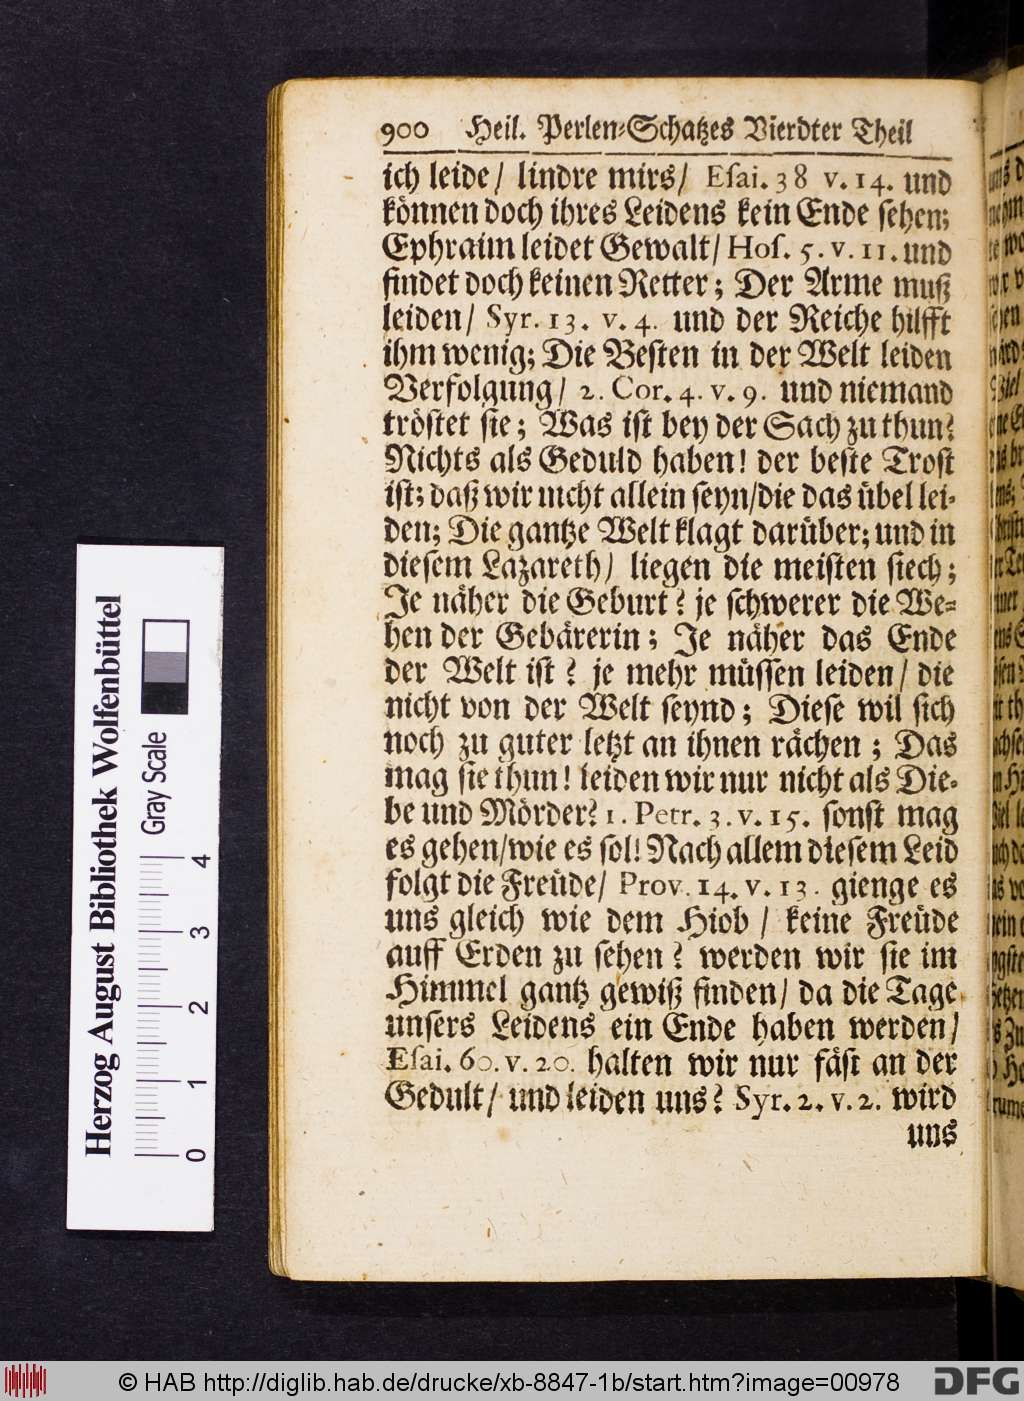 900 Heil. Perlen-Schatzes Vierdter Theil
ich leide/ lindre mirs/ Esai. 38 v. 14. und
können doch ihres Leidens kein Ende sehen;
Ephraim leidet Gewalt/ Hos. 5. v. 11. und
findet doch keinen Retter; Der Arme muß
leiden/ Syr. 13. v. 4. und der Reiche hilfft
ihm wenig; Die Besten in der Welt leiden
Verfolgung/ 2. Cor. 4. v. 9. und niemand
tröstet sie; Was ist bey der Sach zu thun?
Nichts als Geduld haben! der beste Trost
ist; daß wir nicht allein seyn/die das übel lei-
den; Die gantze Welt klagt darüber; und in
diesem Lazareth/ liegen die meisten siech;
Je näher die Geburt? je schwerer die We-
hen der Gebärerin; Je näher das Ende
der Welt ist? je mehr müssen leiden/ die
nicht von der Welt seynd; Diese wil sich
noch zu guter letzt an ihnen rächen; Das
mag sie thun! leiden wir nur nicht als Die-
be und Mörder? 1. Petr. 3. v. 15. sonst mag
es gehen/wie es sol! Nach allem diesem Leid
folgt die Freüde/ Prov. 14. v. 13. gienge es
uns gleich wie dem Hiob/ keine Freüde
auff Erden zu sehen? werden wir sie im
Himmel gantz gewiß finden/ da die Tage
unsers Leidens ein Ende haben werden/
Esai. 60. v. 20. halten wir nur fäst an der
Gedult/ und leiden uns? Syr. 2. v. 2. wird
uns
Herzog August Bibliothek Wolfenbüttel
Gray Scale
0 1 2 3 4
© HAB http://diglib.hab.de/drucke/xb-8847-1b/start.htm?image=00978
DFG